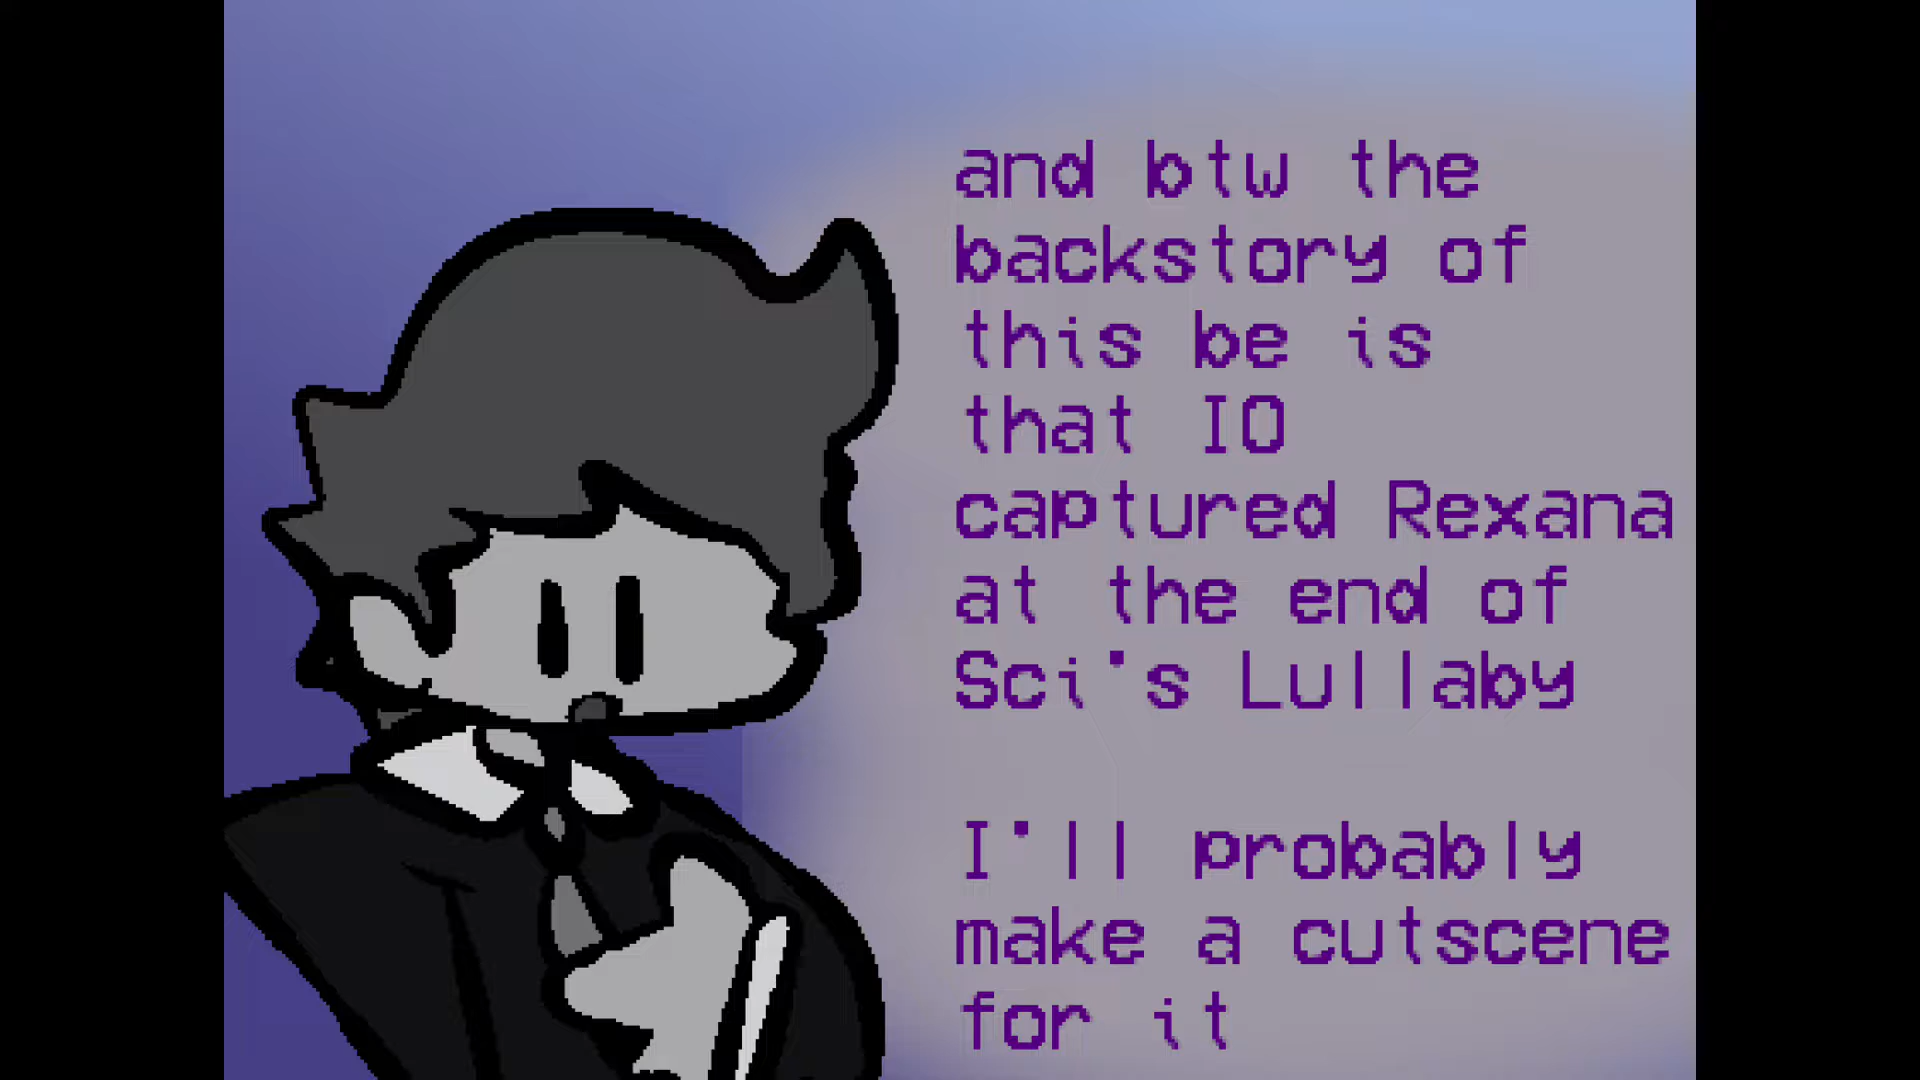 and btw the
backstory of
this be is
that IO
captured Rexana
at the end of
Sci's Lullaby
I'll probably
make a cutscene
for it